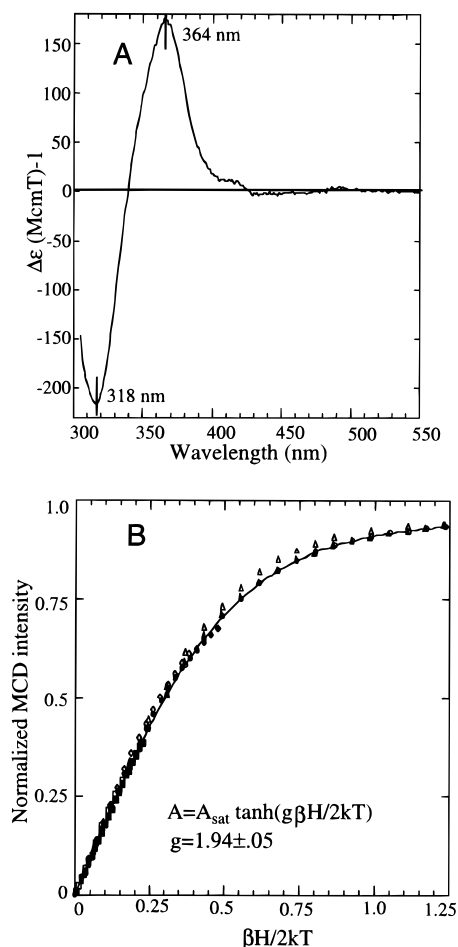 A
364 nm
150
100
50
0
-50
-100
-150
-200
318 nm
300
350
400
450
500
550
Δε (McmT)-1
Wavelength (nm)
B
1.0
0.75
0.5
0.25
0
Normalized MCD intensity
A=Asat tanh(gβH/2kT)
g=1.94±.05
0
0.25
0.5
0.75
1.0
1.25
βH/2kT